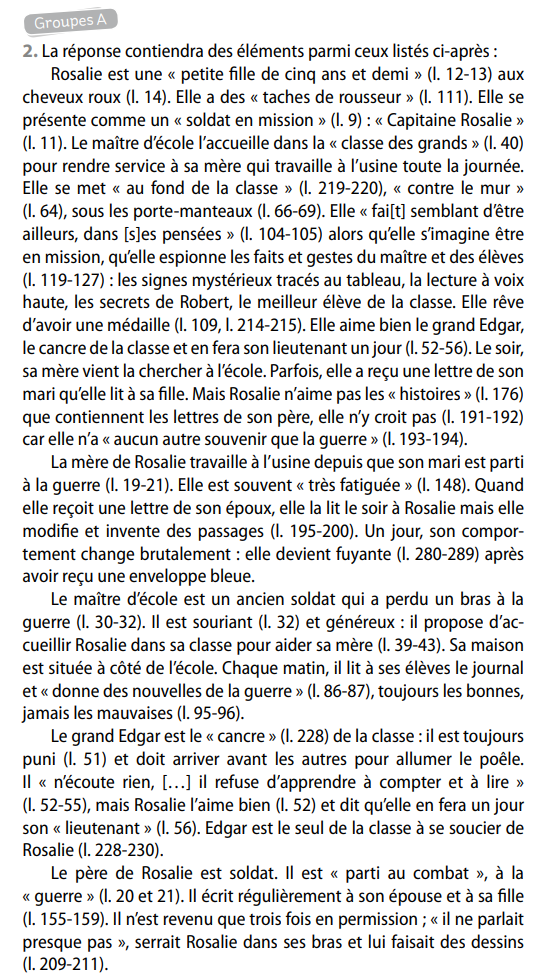 Groupes A
2. La réponse contiendra des éléments parmi ceux listés ci-après :
Rosalie est une « petite fille de cinq ans et demi » (l. 12-13) aux
cheveux roux (l. 14). Elle a des « taches de rousseur » (l. 111). Elle se
présente comme un « soldat en mission » (l. 9) : « Capitaine Rosalie »
(l. 11). Le maître d’école l’accueille dans la « classe des grands » (l. 40)
pour rendre service à sa mère qui travaille à l’usine toute la journée.
Elle se met « au fond de la classe » (l. 219-220), « contre le mur »
(l. 64), sous les porte-manteaux (l. 66-69). Elle « fai[t] semblant d’être
ailleurs, dans [s]es pensées » (l. 104-105) alors qu’elle s’imagine être
en mission, qu’elle espionne les faits et gestes du maître et des élèves
(l. 119-127) : les signes mystérieux tracés au tableau, la lecture à voix
haute, les secrets de Robert, le meilleur élève de la classe. Elle rêve
d’avoir une médaille (l. 109, l. 214-215). Elle aime bien le grand Edgar,
le cancre de la classe et en fera son lieutenant un jour (l. 52-56). Le soir,
sa mère vient la chercher à l’école. Parfois, elle a reçu une lettre de son
mari qu’elle lit à sa fille. Mais Rosalie n’aime pas les « histoires » (l. 176)
que contiennent les lettres de son père, elle n’y croit pas (l. 191-192)
car elle n’a « aucun autre souvenir que la guerre » (l. 193-194).
La mère de Rosalie travaille à l’usine depuis que son mari est parti
à la guerre (l. 19-21). Elle est souvent « très fatiguée » (l. 148). Quand
elle reçoit une lettre de son époux, elle la lit le soir à Rosalie mais elle
modifie et invente des passages (l. 195-200). Un jour, son compor-
tement change brutalement : elle devient fuyante (l. 280-289) après
avoir reçu une enveloppe bleue.
Le maître d’école est un ancien soldat qui a perdu un bras à la
guerre (l. 30-32). Il est souriant (l. 32) et généreux : il propose d’ac-
cueillir Rosalie dans sa classe pour aider sa mère (l. 39-43). Sa maison
est située à côté de l’école. Chaque matin, il lit à ses élèves le journal
et « donne des nouvelles de la guerre » (l. 86-87), toujours les bonnes,
jamais les mauvaises (l. 95-96).
Le grand Edgar est le « cancre » (l. 228) de la classe : il est toujours
puni (l. 51) et doit arriver avant les autres pour allumer le poêle.
Il « n’écoute rien, […] il refuse d’apprendre à compter et à lire »
(l. 52-55), mais Rosalie l’aime bien (l. 52) et dit qu’elle en fera un jour
son « lieutenant » (l. 56). Edgar est le seul de la classe à se soucier de
Rosalie (l. 228-230).
Le père de Rosalie est soldat. Il est « parti au combat », à la
« guerre » (l. 20 et 21). Il écrit régulièrement à son épouse et à sa fille
(l. 155-159). Il n’est revenu que trois fois en permission ; « il ne parlait
presque pas », serrait Rosalie dans ses bras et lui faisait des dessins
(l. 209-211).